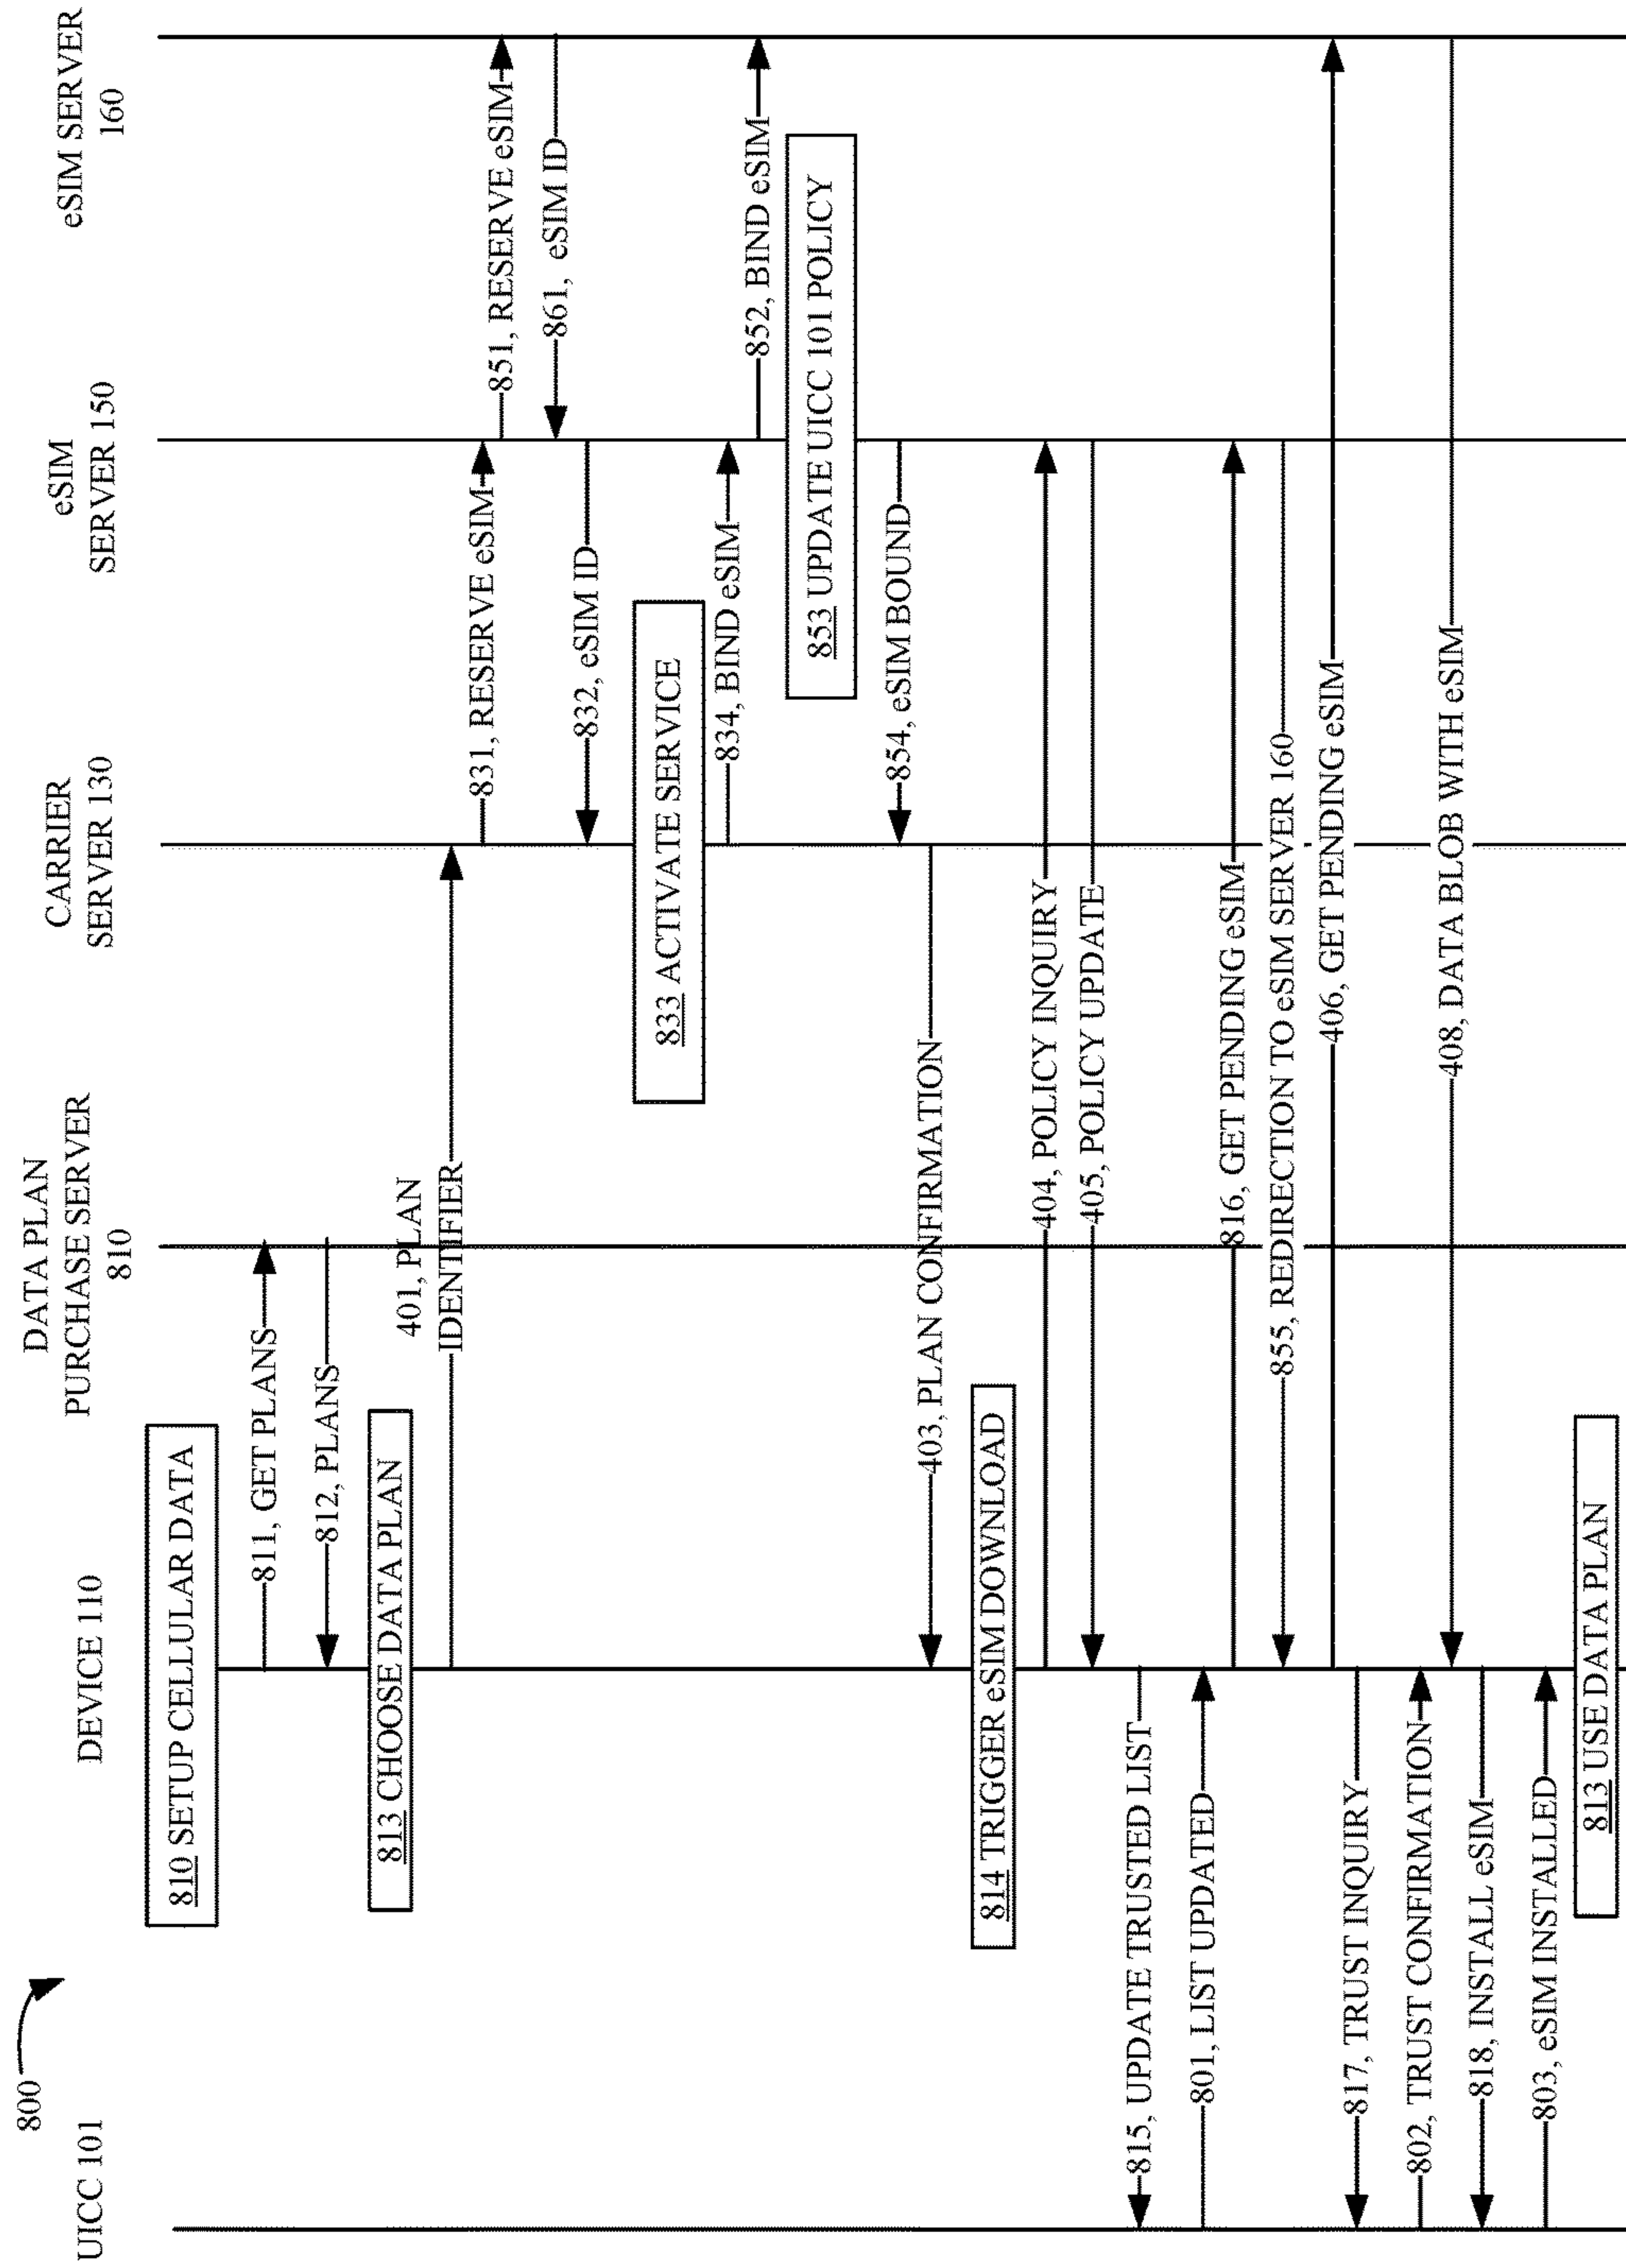 800
UICC 101
DEVICE 110
DATA PLAN
PURCHASE SERVER
810
CARRIER
SERVER 130
eSIM
SERVER 150
eSIM SERVER
160
810 SETUP CELLULAR DATA
811, GET PLANS
812, PLANS
813 CHOOSE DATA PLAN
401, PLAN
IDENTIFIER
831, RESERVE eSIM
851, RESERVE eSIM
861, eSIM ID
832, eSIM ID
833 ACTIVATE SERVICE
834, BIND eSIM
852, BIND eSIM
853 UPDATE UICC 101 POLICY
854, eSIM BOUND
403, PLAN CONFIRMATION
814 TRIGGER eSIM DOWNLOAD
404, POLICY INQUIRY
405, POLICY UPDATE
815, UPDATE TRUSTED LIST
801, LIST UPDATED
816, GET PENDING eSIM
855, REDIRECTION TO eSIM SERVER 160
406, GET PENDING eSIM
817, TRUST INQUIRY
802, TRUST CONFIRMATION
408, DATA BLOB WITH eSIM
818, INSTALL eSIM
803, eSIM INSTALLED
813 USE DATA PLAN